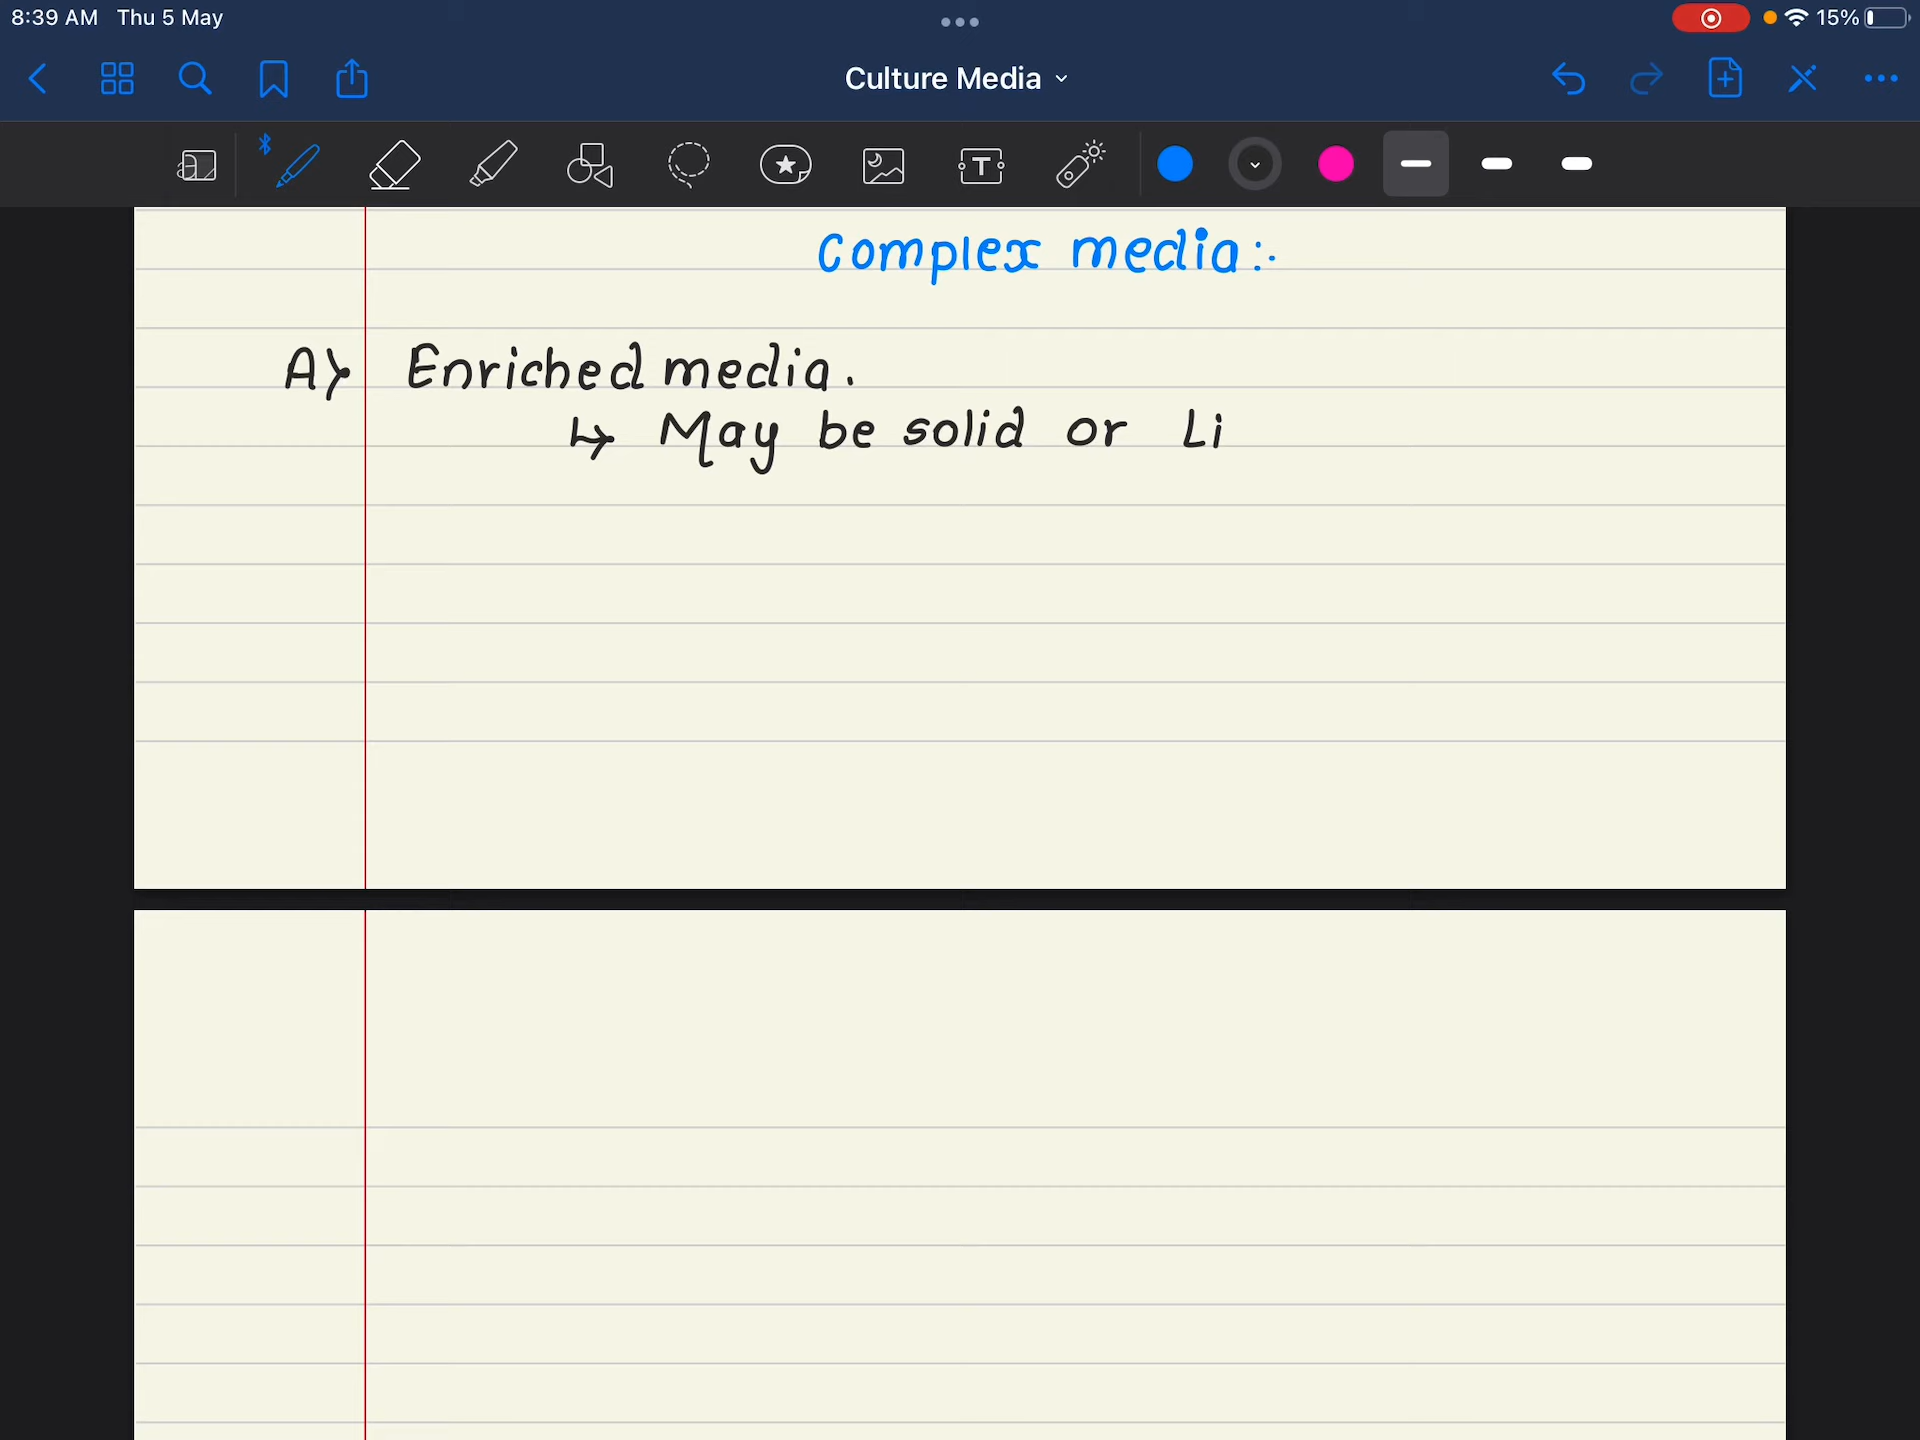 8:39 AM Thu 5 May
15%
Culture Media
T
Complex media:-
A) Enriched media.
↳ May be solid or Li